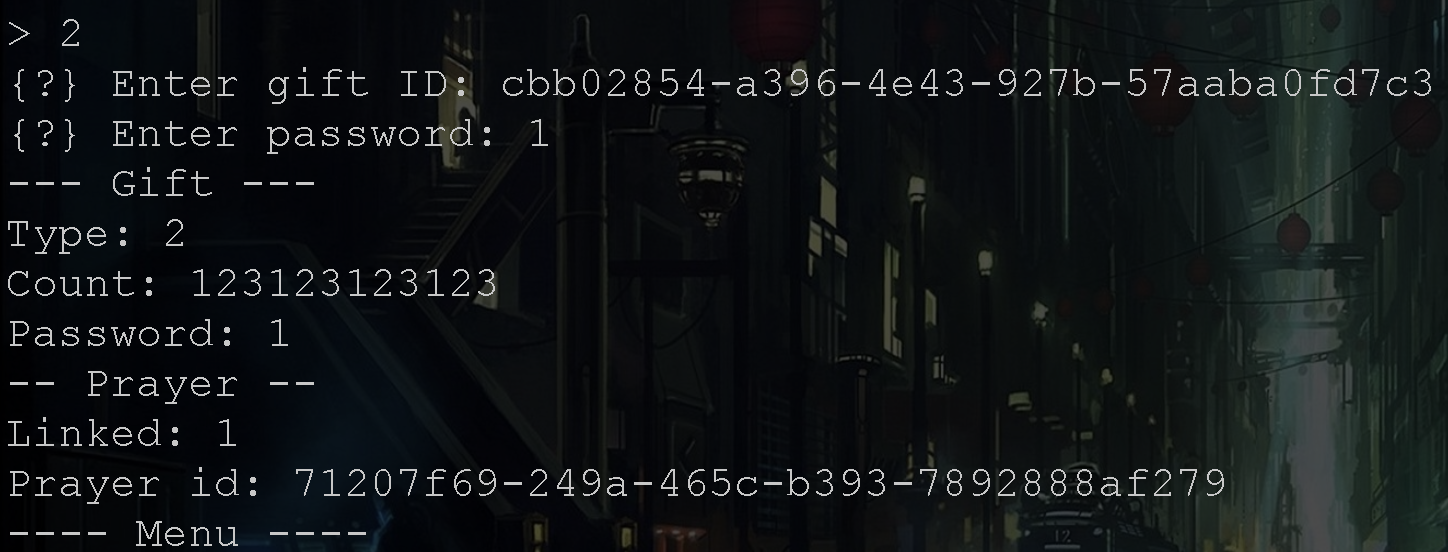 > 2
{?} Enter gift ID: cbb02854-a396-4e43-927b-57aaba0fd7c3
{?} Enter password: 1
--- Gift ---
Type: 2
Count: 123123123123
Password: 1
-- Prayer --
Linked: 1
Prayer id: 71207f69-249a-465c-b393-7892888af279
---- Menu ----
12